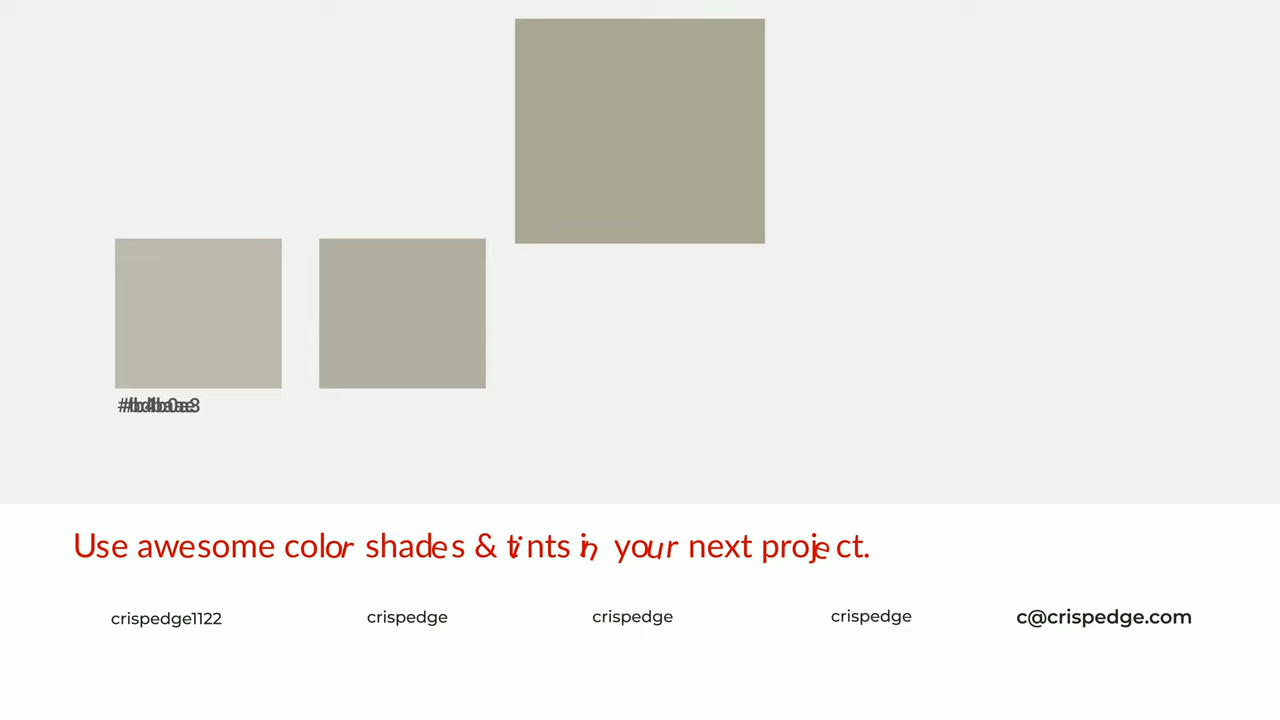 Use awesome color shades & tints in your next project.
crispedge1122 crispedge crispedge crispedge c@crispedge.com